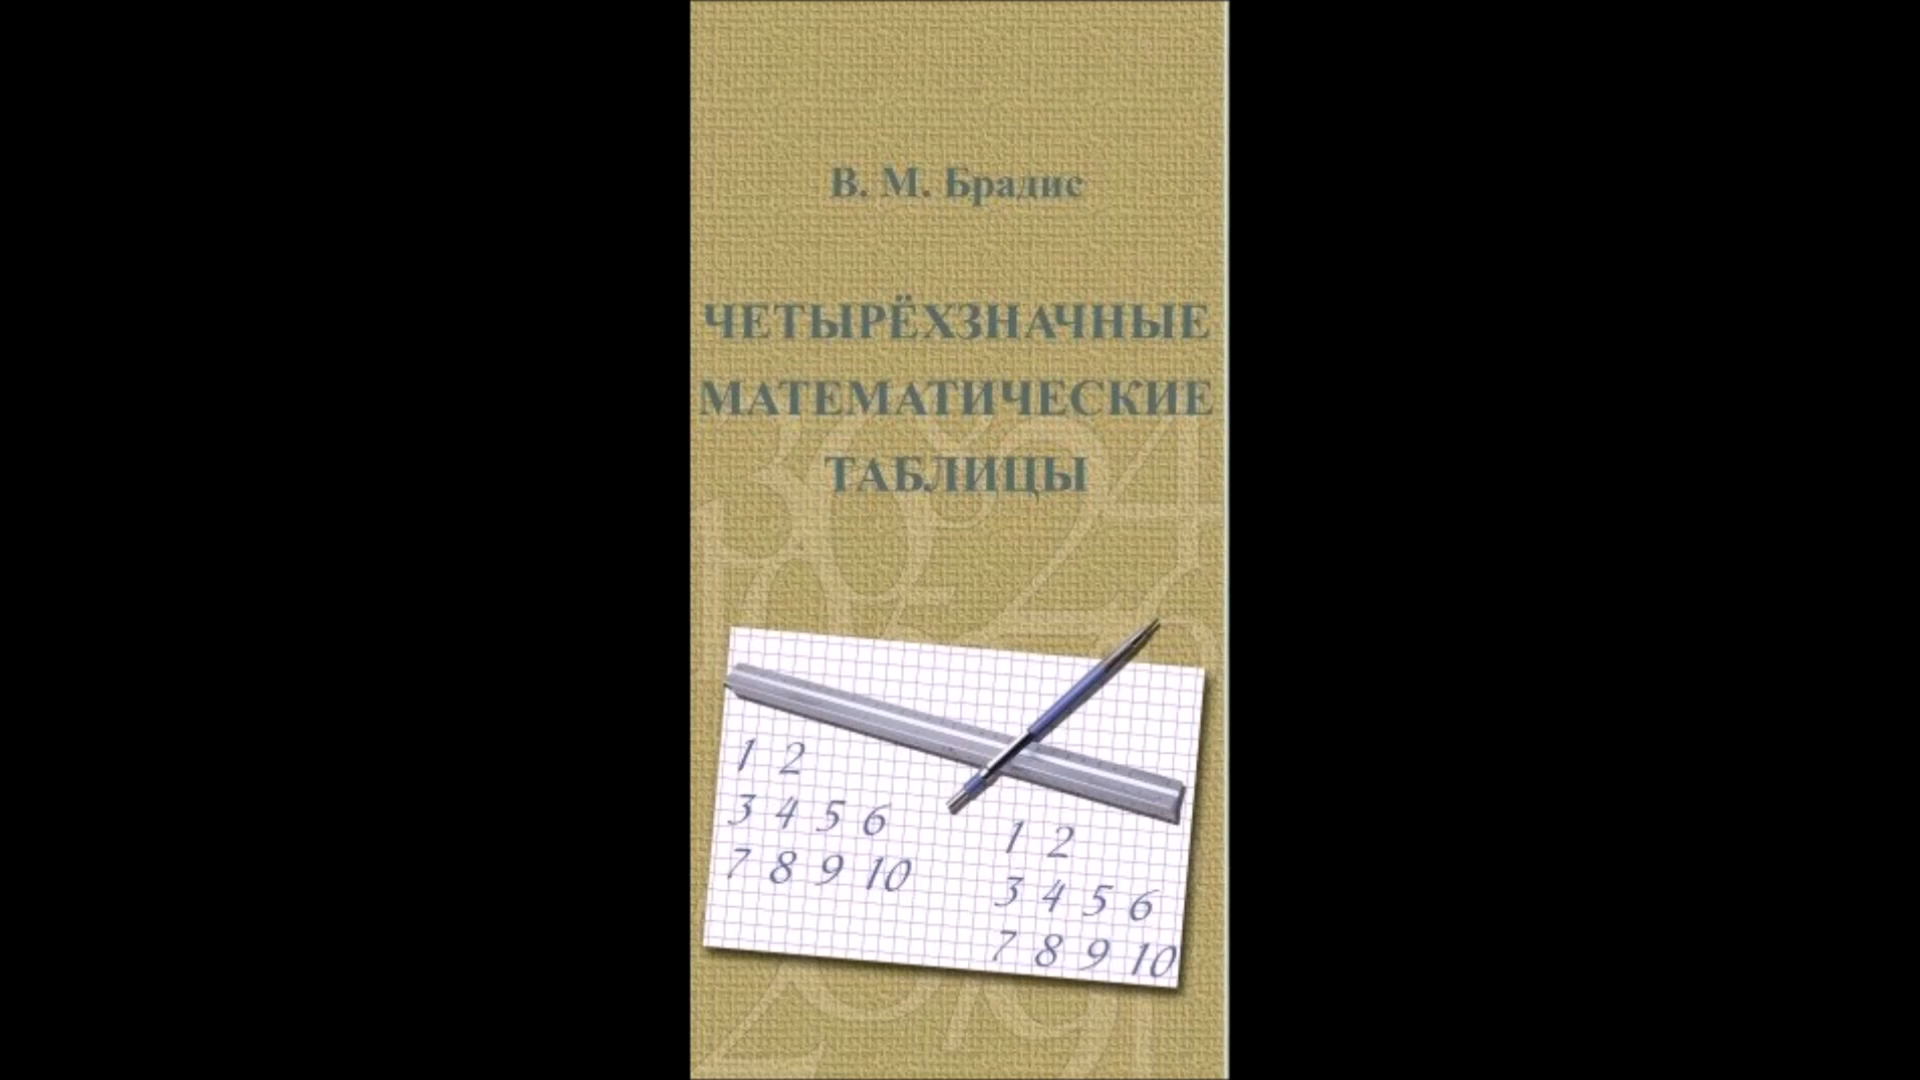 В. М. Брадис
ЧЕТЫРЁХЗНАЧНЫЕ
МАТЕМАТИЧЕСКИЕ
ТАБЛИЦЫ
1 2
3 4 5 6
7 8 9 10
1 2
3 4 5 6
7 8 9 10